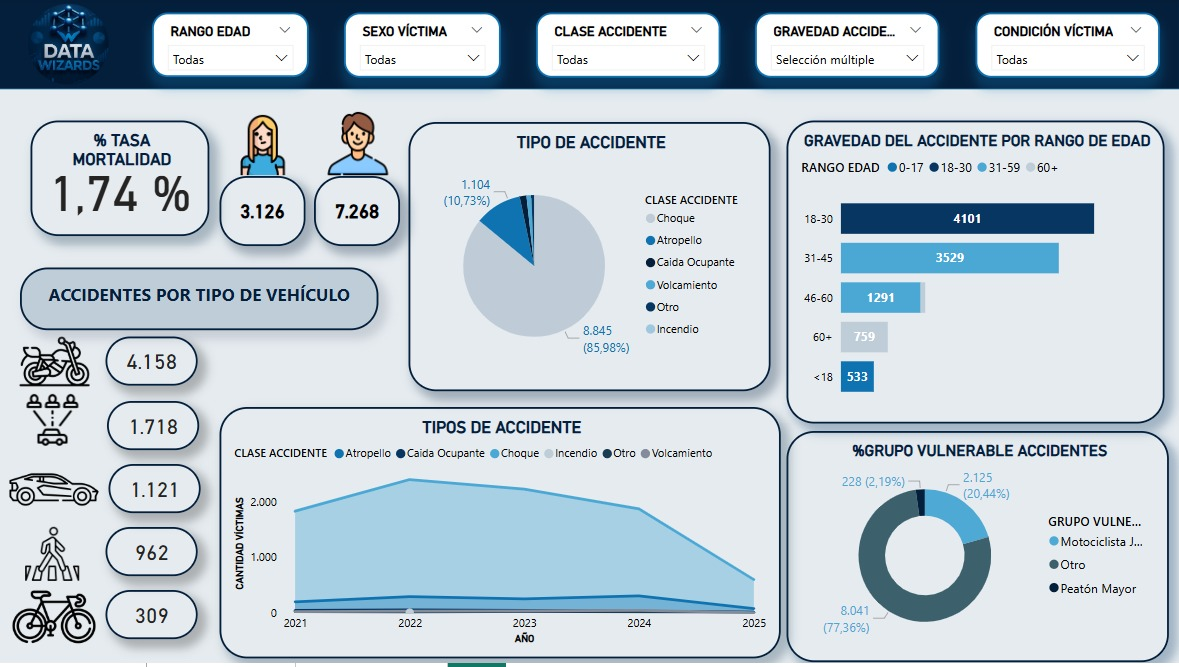 DATA
WIZARDS
RANGO EDAD
Todas
SEXO VÍCTIMA
Todas
CLASE ACCIDENTE
Todas
GRAVEDAD ACCIDE...
Selección múltiple
CONDICIÓN VÍCTIMA
Todas
% TASA
MORTALIDAD
1,74 %
3.126
7.268
ACCIDENTES POR TIPO DE VEHÍCULO
4.158
1.718
1.121
962
309
TIPO DE ACCIDENTE
1.104
(10,73%)
8.845
(85,98%)
CLASE ACCIDENTE
Choque
Atropello
Caida Ocupante
Volcamiento
Otro
Incendio
GRAVEDAD DEL ACCIDENTE POR RANGO DE EDAD
RANGO EDAD 0-17 18-30 31-59 60+
18-30 4101
31-45 3529
46-60 1291
60+ 759
<18 533
TIPOS DE ACCIDENTE
CLASE ACCIDENTE Atropello Caida Ocupante Choque Incendio Otro Volcamiento
CANTIDAD VÍCTIMAS
2.000
1.000
0
2021 2022 2023 2024 2025
AÑO
%GRUPO VULNERABLE ACCIDENTES
228 (2,19%)
2.125
(20,44%)
8.041
(77,36%)
GRUPO VULNE...
Motociclista J...
Otro
Peatón Mayor